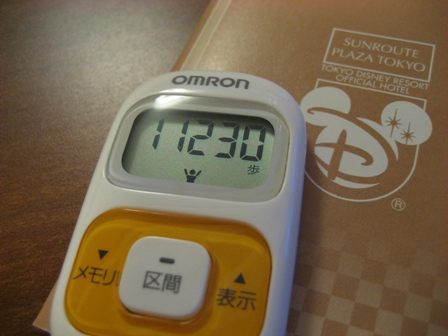 SUNROUTE
PLAZA TOKYO
TOKYO DISNEY RESORT
OFFICIAL HOTEL
D
®
OMRON
11230
歩
▼
メモリ
区間
▲
表示